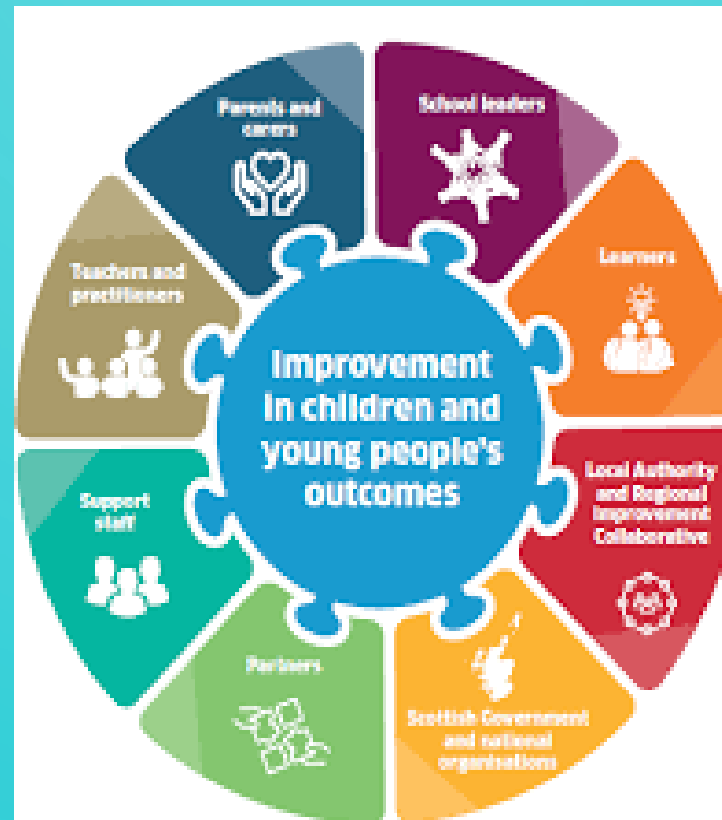 Parents and
carers
School leaders
Learners
Local Authority
and Regional
Improvement
Collaborative
Scottish Government
and national
organisations
Partners
Support
staff
Teachers and
practitioners
Improvement
in children and
young people's
outcomes